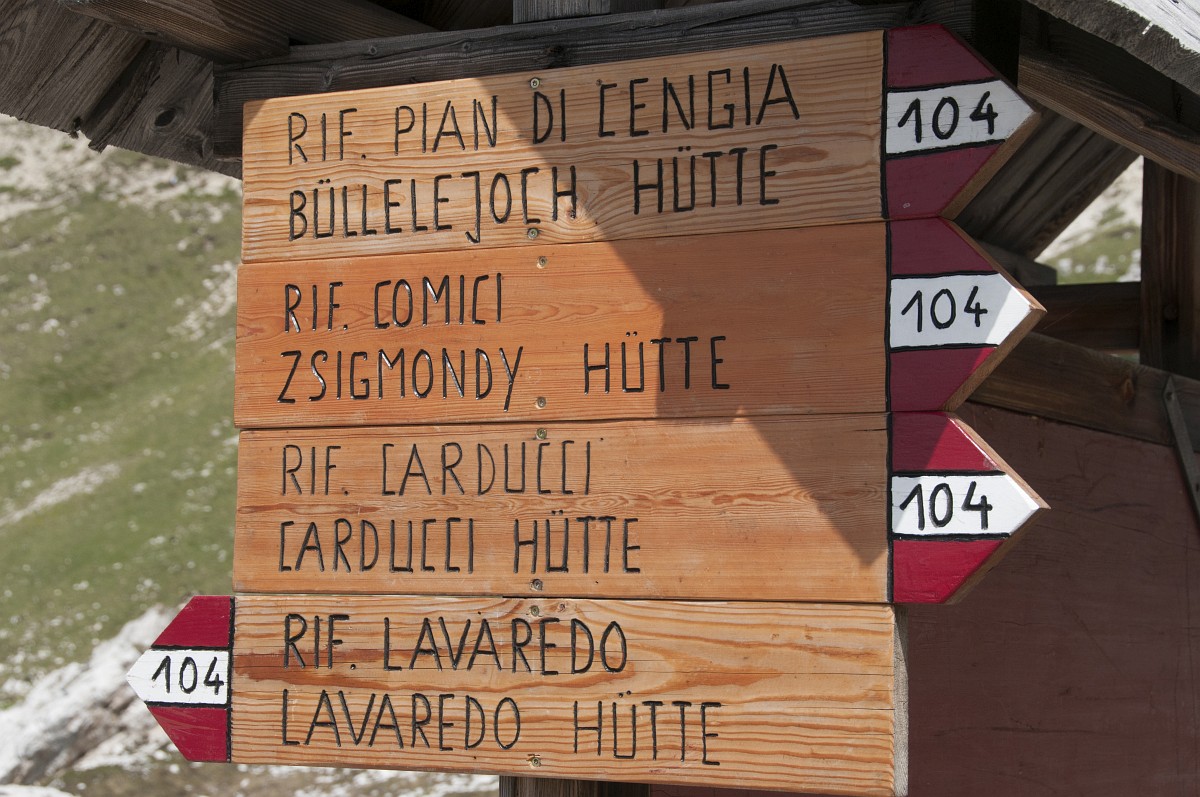 RIF. PIAN DI CENGIA 104
BÜLLELEJOCH HÜTTE
RIF. COMICI 104
ZSIGMONDY HÜTTE
RIF. CARDUCCI 104
CARDUCCI HÜTTE
RIF. LAVAREDO
104 LAVAREDO HÜTTE